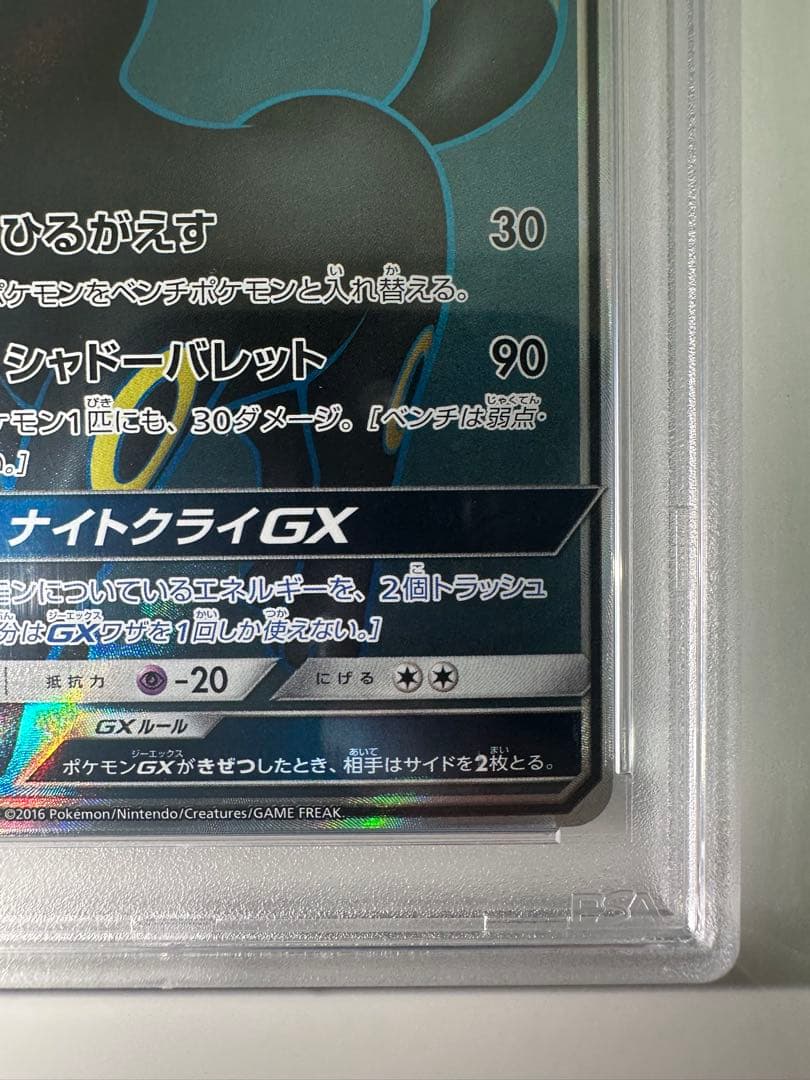 ひるがえす 30
ポケモンをベンチポケモンと入れ替える。
シャドーバレット 90
ケモン1匹にも、30ダメージ。[ベンチは弱点・
。]
ナイトクライGX
ンについているエネルギーを、2個トラッシュ
分はGXワザを1回しか使えない。]
抵抗力 -20 にげる
GXルール
ポケモンGXがきぜつしたとき、相手はサイドを2枚とる。
©2016 Pokémon/Nintendo/Creatures/GAME FREAK.
PSA